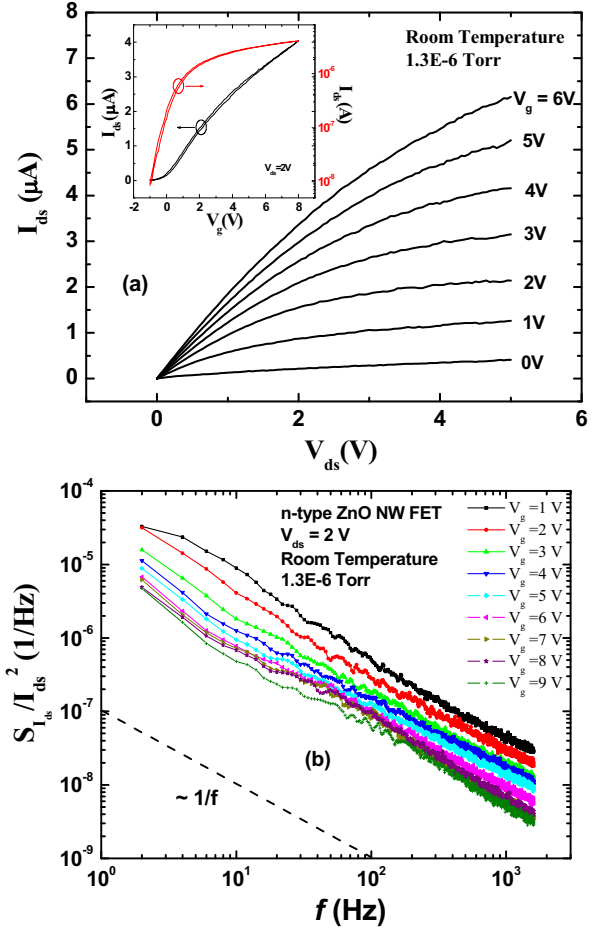 Room Temperature
1.3E-6 Torr
V_g = 6V
5V
4V
3V
2V
1V
0V
(a)
I_ds (μA)
8
7
6
5
4
3
2
1
0
0
2
4
6
V_ds(V)
I_ds (μA)
4
3
2
1
0
I_ds(A)
10^-6
10^-7
10^-8
V_ds=2V
-2
0
2
4
6
8
V_g(V)
n-type ZnO NW FET
V_ds = 2 V
Room Temperature
1.3E-6 Torr
V_g=1 V
V_g=2 V
V_g=3 V
V_g=4 V
V_g=5 V
V_g=6 V
V_g=7 V
V_g=8 V
V_g=9 V
(b)
~ 1/f
S_I_ds/I_ds^2 (1/Hz)
10^-4
10^-5
10^-6
10^-7
10^-8
10^-9
10^0
10^1
10^2
10^3
f (Hz)